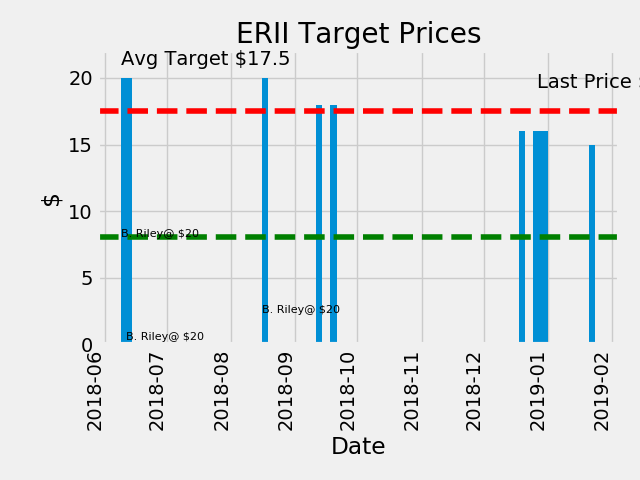 ERII Target Prices
Avg Target $17.5
Last Price $
20
15
10
5
0
$
B. Riley@ $20
B. Riley@ $20
B. Riley@ $20
2018-06
2018-07
2018-08
2018-09
2018-10
2018-11
2018-12
2019-01
2019-02
Date